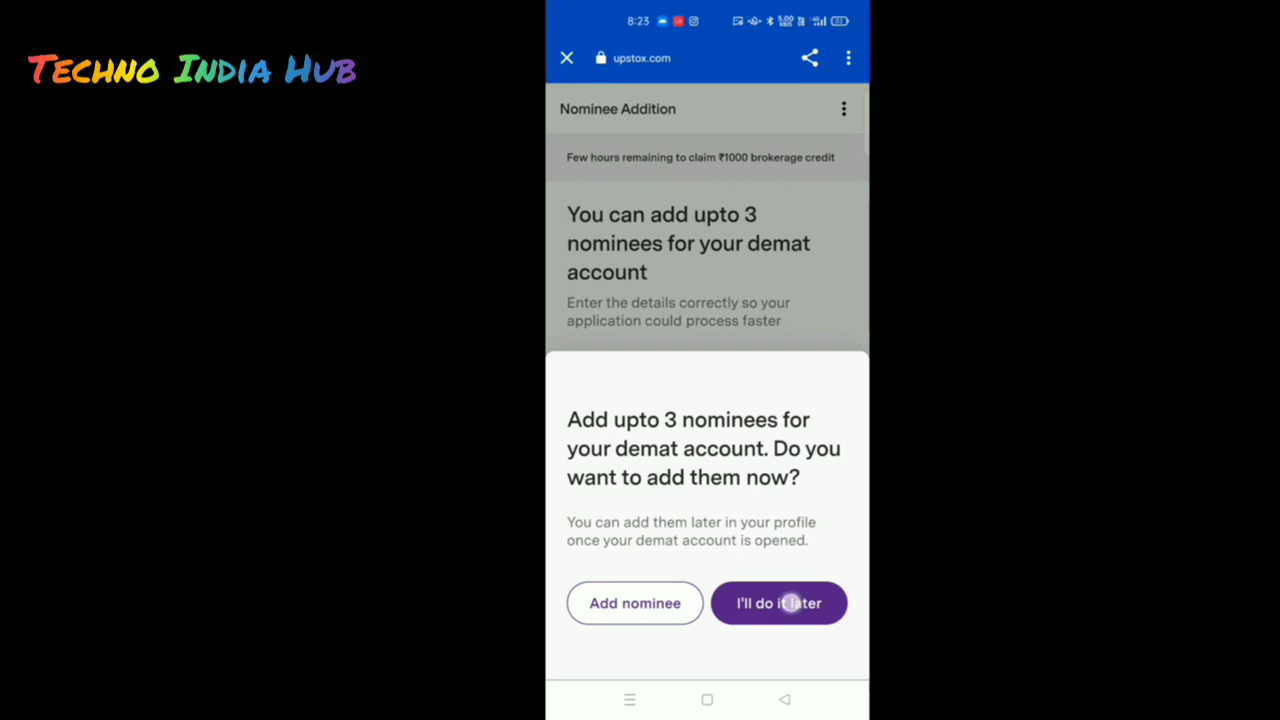 Techno India Hub
8:23
upstox.com
Nominee Addition
Few hours remaining to claim ₹1000 brokerage credit
You can add upto 3
nominees for your demat
account
Enter the details correctly so your
application could process faster
Add upto 3 nominees for
your demat account. Do you
want to add them now?
You can add them later in your profile
once your demat account is opened.
Add nominee
I'll do it later